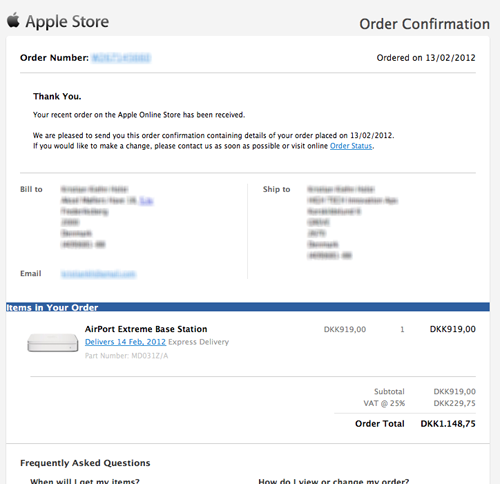 Apple Store
Order Confirmation
Order Number:
Ordered on 13/02/2012
Thank You.
Your recent order on the Apple Online Store has been received.
We are pleased to send you this order confirmation containing details of your order placed on 13/02/2012.
If you would like to make a change, please contact us as soon as possible or visit online Order Status.
Bill to
Ship to
Email
Items in Your Order
AirPort Extreme Base Station DKK919,00 1 DKK919,00
Delivers 14 Feb, 2012 Express Delivery
Part Number: MD031Z/A
Subtotal DKK919,00
VAT @ 25% DKK229,75
Order Total DKK1.148,75
Frequently Asked Questions
When will I get my items? How do I view or change my order?